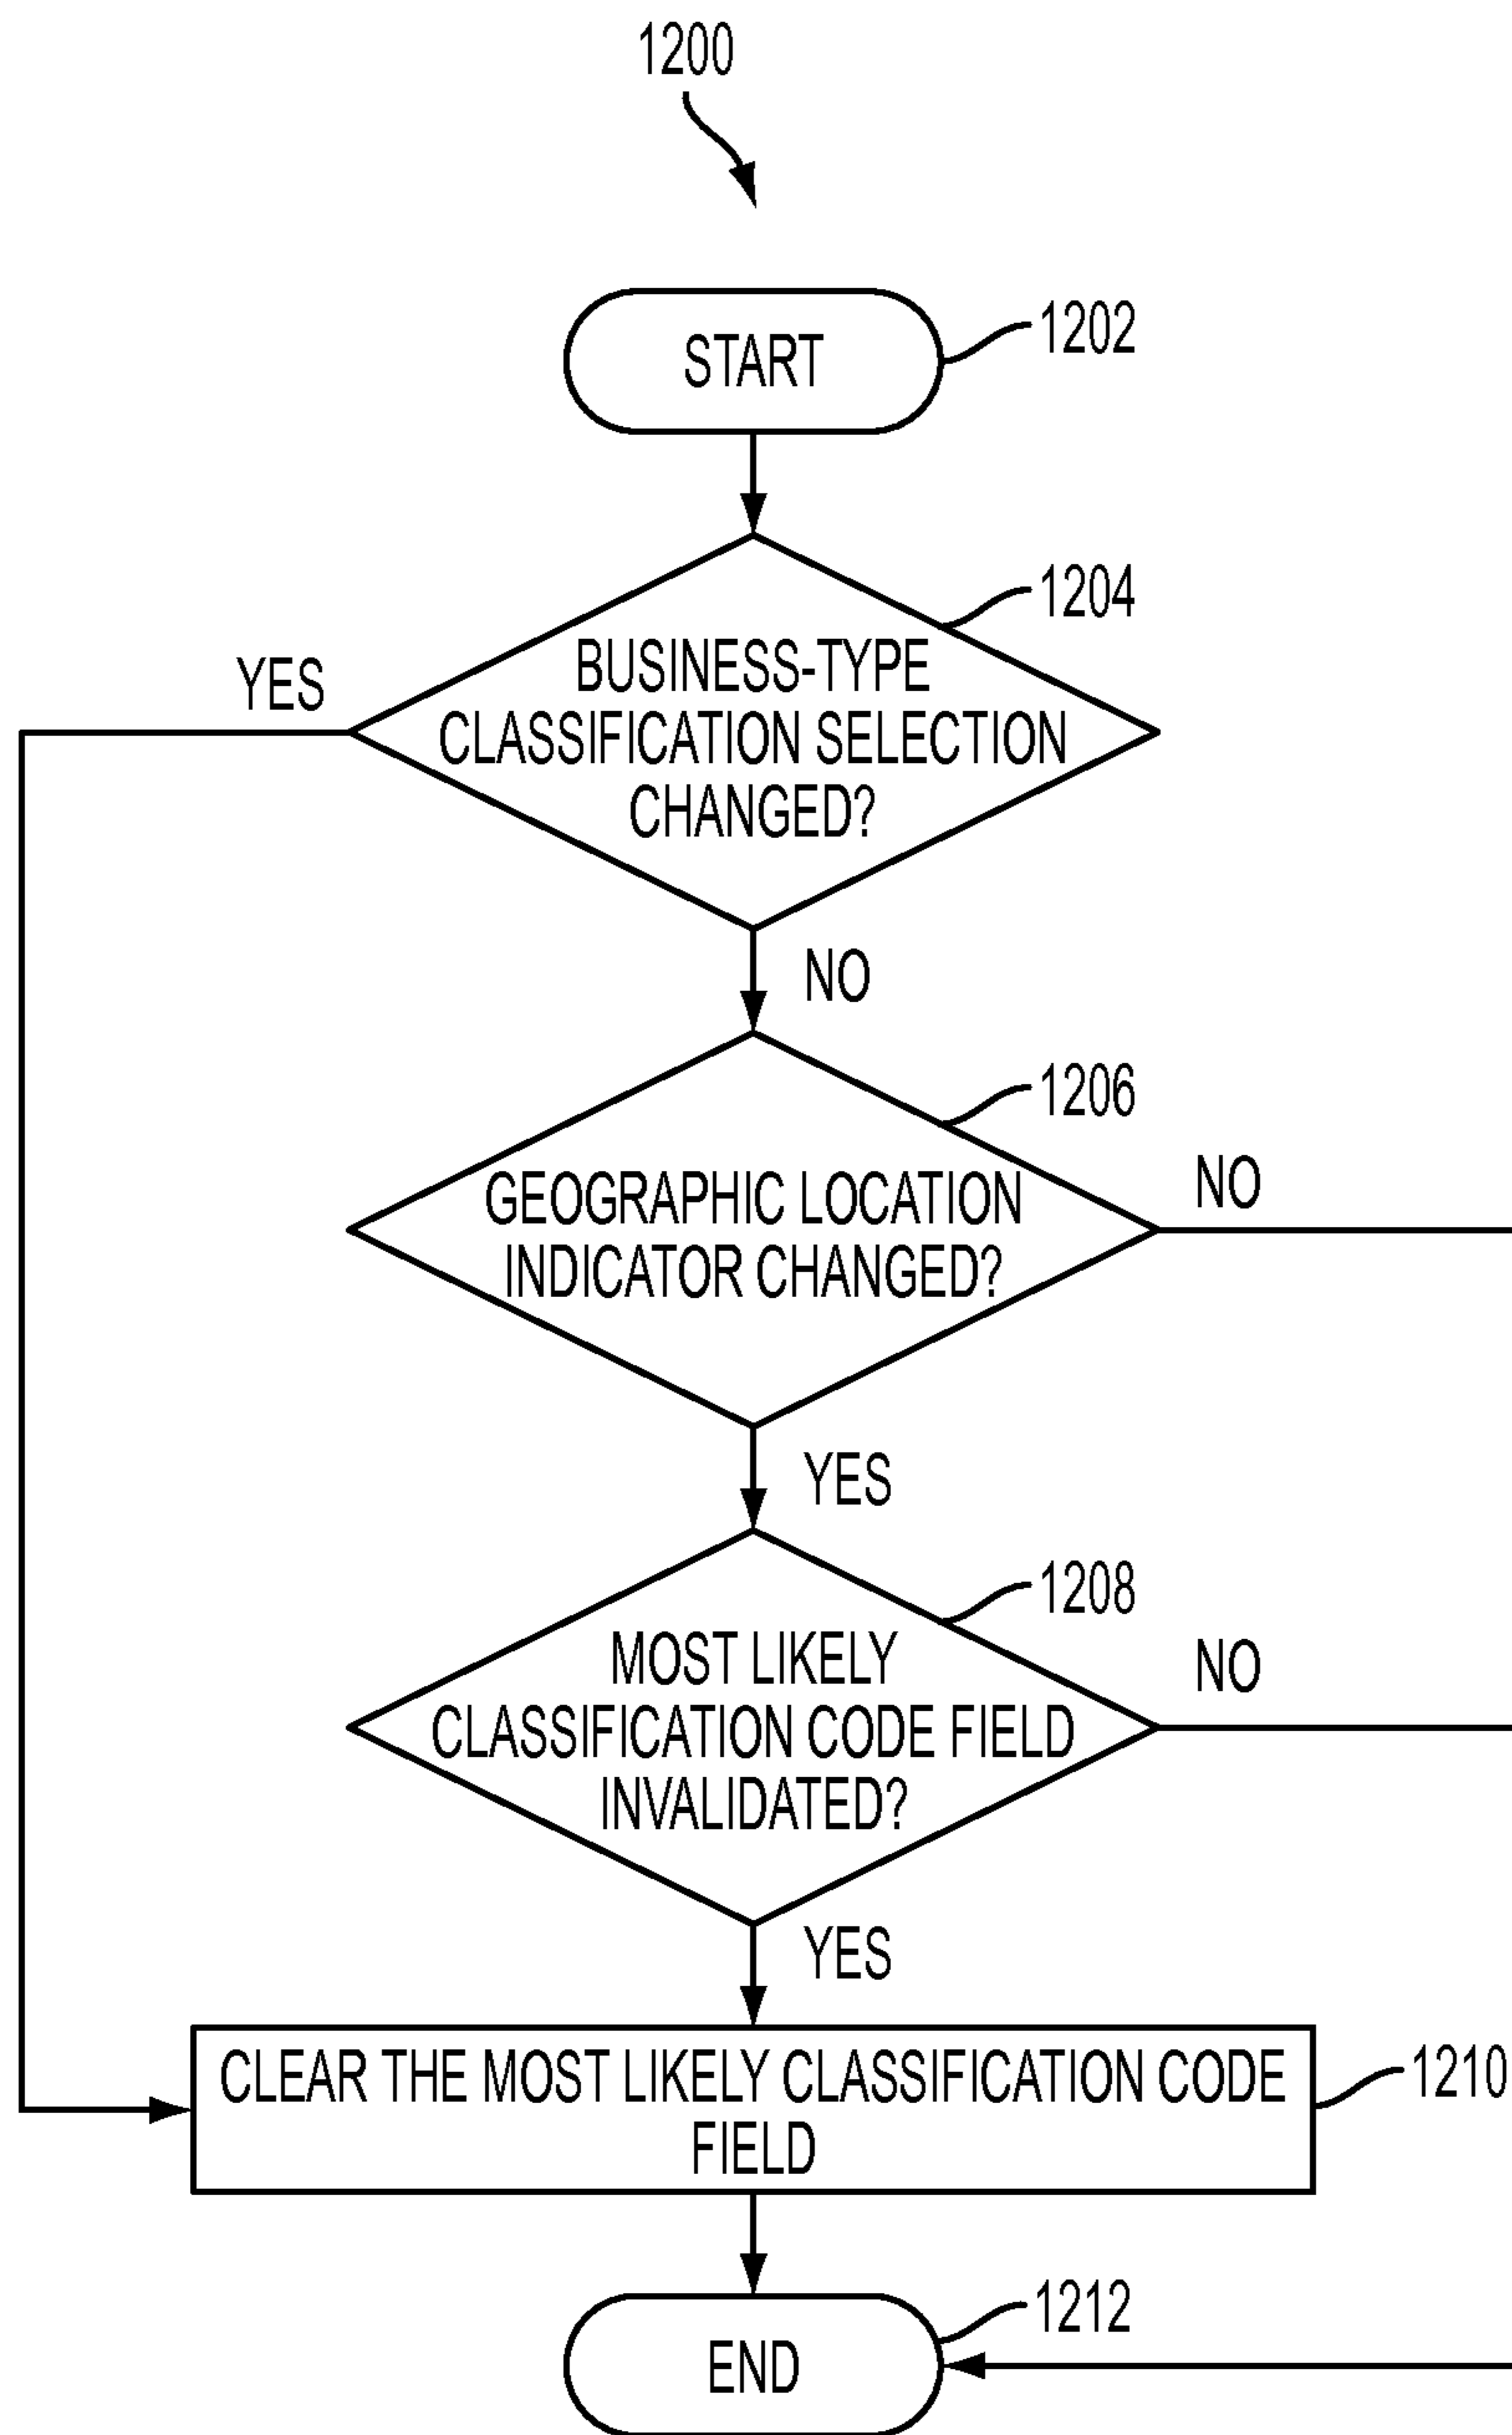 1200
START
1202
1204
YES
BUSINESS-TYPE
CLASSIFICATION SELECTION
CHANGED?
NO
1206
GEOGRAPHIC LOCATION
INDICATOR CHANGED?
NO
YES
1208
MOST LIKELY
CLASSIFICATION CODE FIELD
INVALIDATED?
NO
YES
CLEAR THE MOST LIKELY CLASSIFICATION CODE
FIELD
1210
1212
END